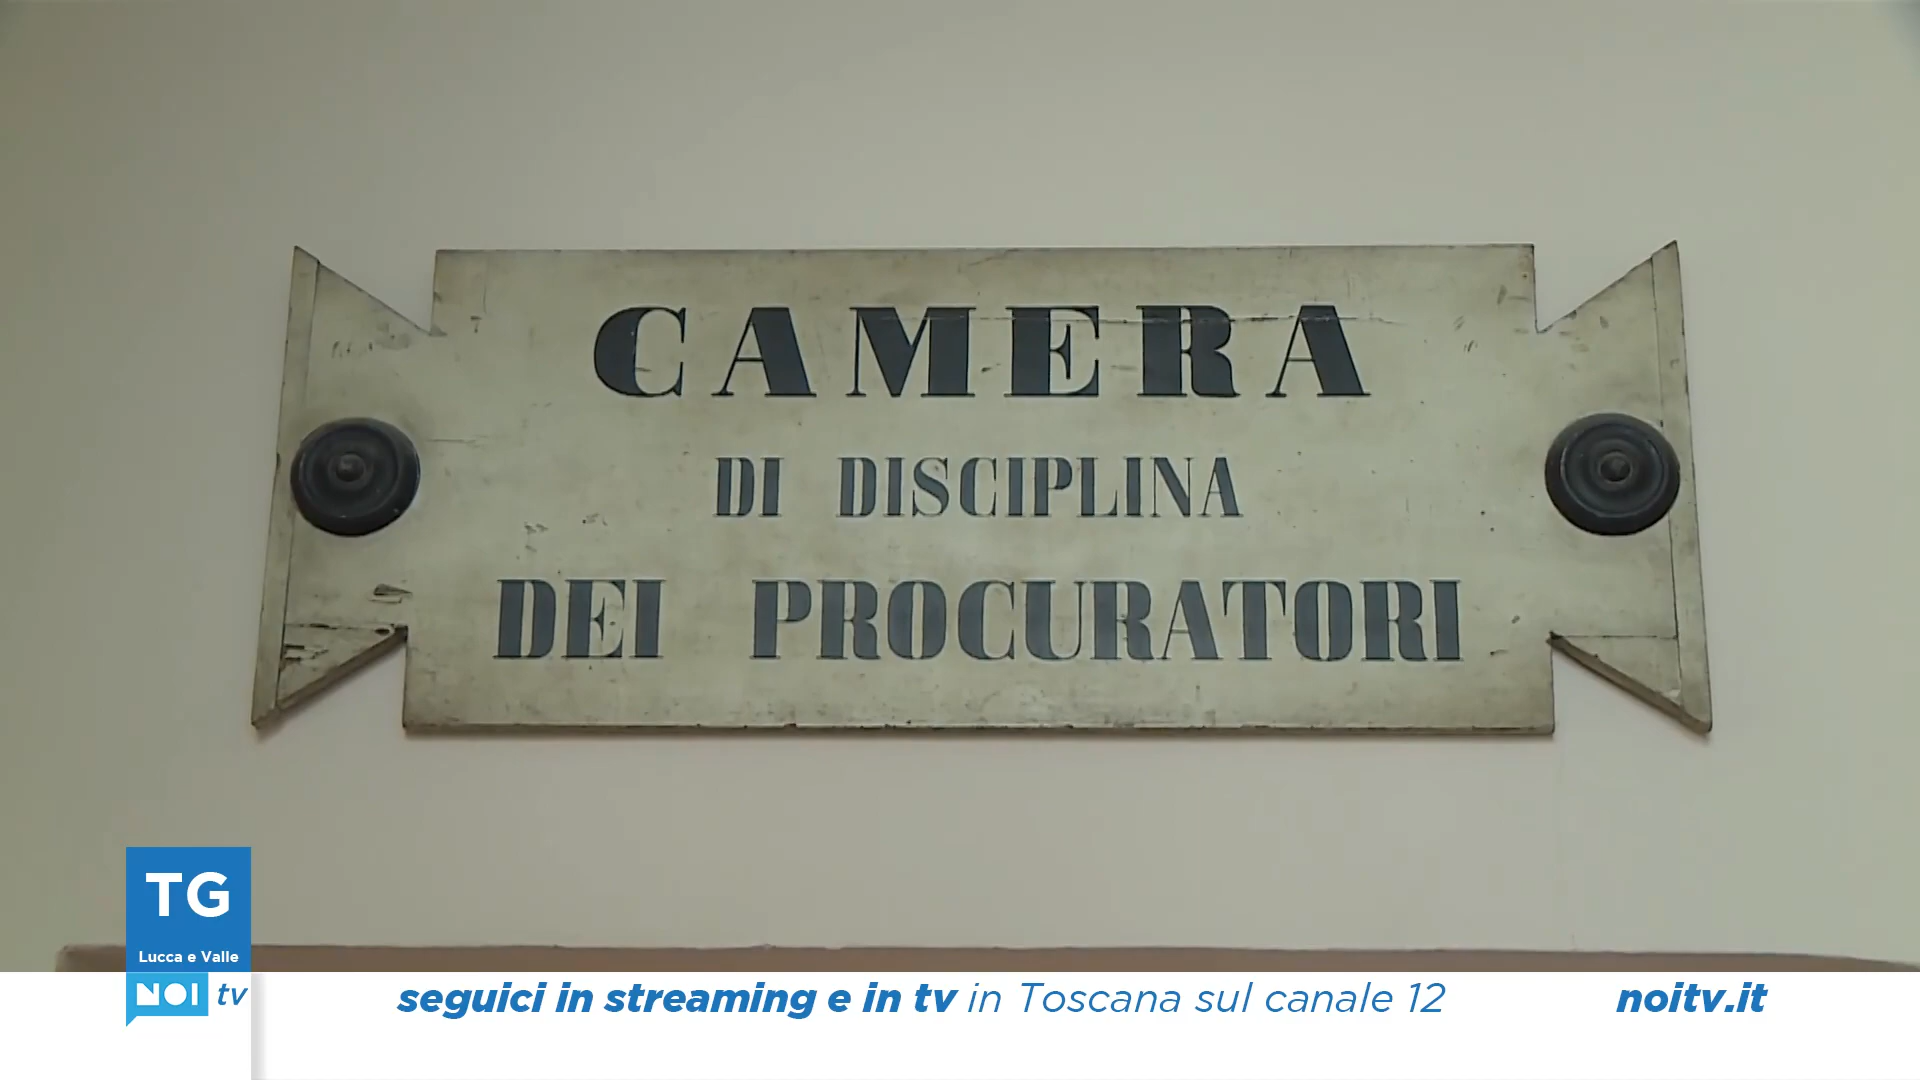 CAMERA
DI DISCIPLINA
DEI PROCURATORI
TG
Lucca e Valle
NOI tv
seguici in streaming e in tv in Toscana sul canale 12
noitv.it